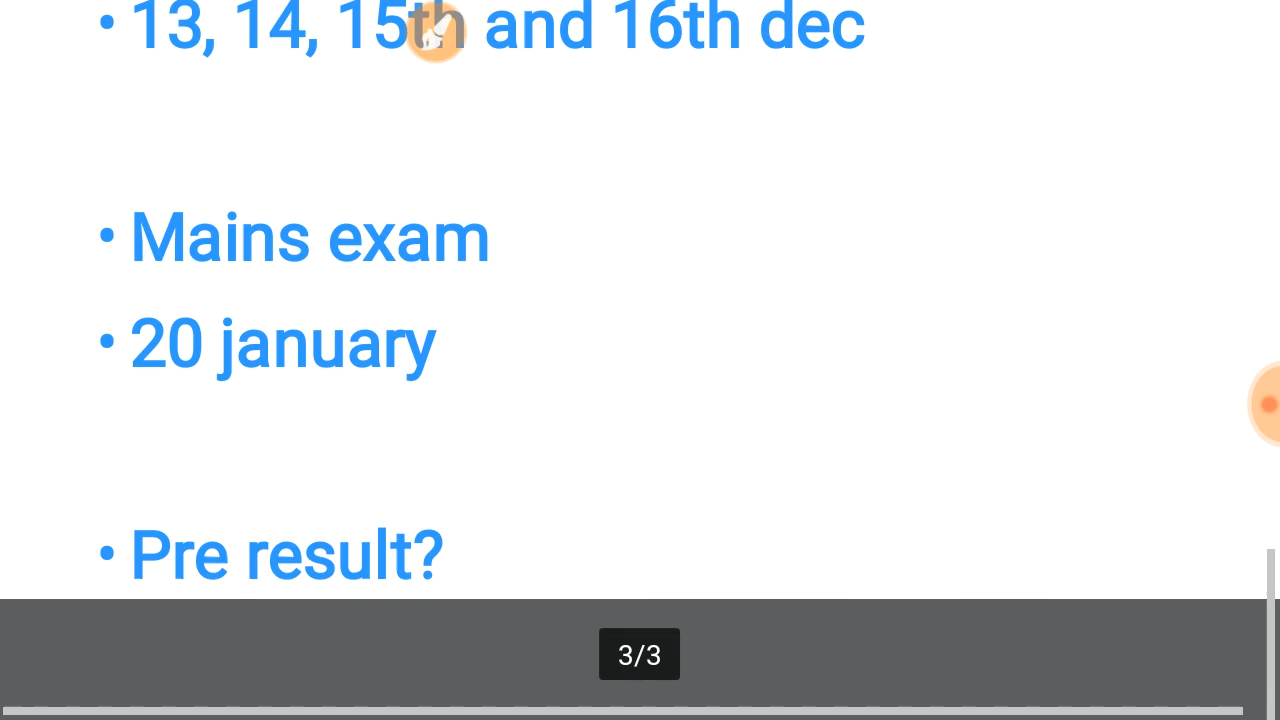 • 13, 14, 15th and 16th dec
• Mains exam
• 20 january
• Pre result?
3/3